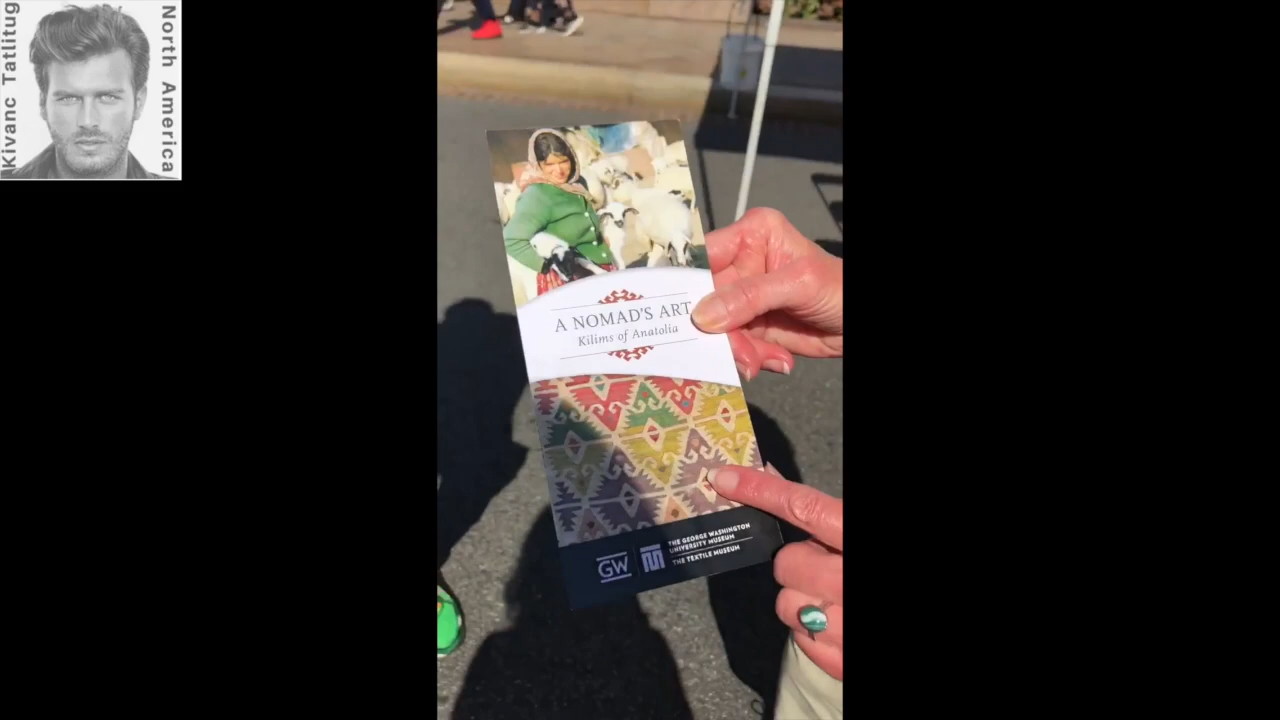 Kivanc Tatlitug
North America
A NOMAD'S ART
Kilims of Anatolia
GW
THE GEORGE WASHINGTON
UNIVERSITY MUSEUM
THE TEXTILE MUSEUM